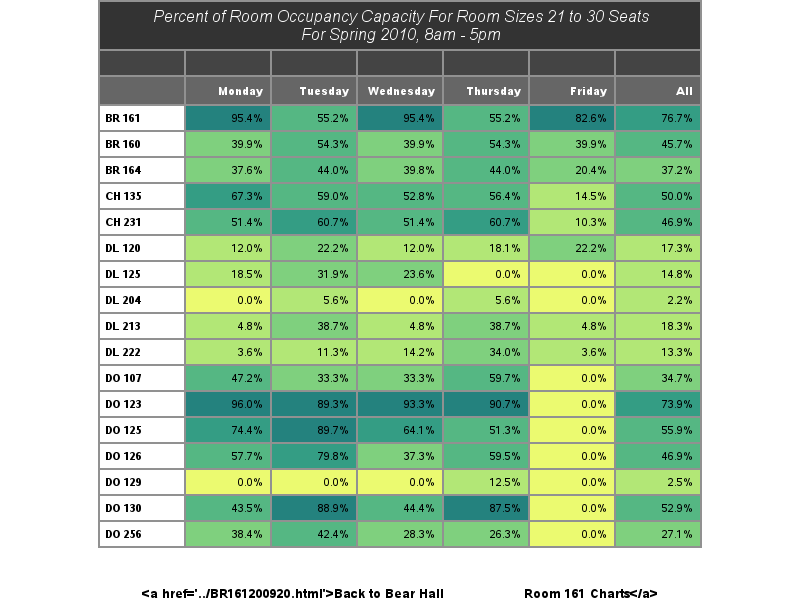 Percent of Room Occupancy Capacity For Room Sizes 21 to 30 Seats
For Spring 2010, 8am - 5pm
Monday Tuesday Wednesday Thursday Friday All
BR 161 95.4% 55.2% 95.4% 55.2% 82.6% 76.7%
BR 160 39.9% 54.3% 39.9% 54.3% 39.9% 45.7%
BR 164 37.6% 44.0% 39.8% 44.0% 20.4% 37.2%
CH 135 67.3% 59.0% 52.8% 56.4% 14.5% 50.0%
CH 231 51.4% 60.7% 51.4% 60.7% 10.3% 46.9%
DL 120 12.0% 22.2% 12.0% 18.1% 22.2% 17.3%
DL 125 18.5% 31.9% 23.6% 0.0% 0.0% 14.8%
DL 204 0.0% 5.6% 0.0% 5.6% 0.0% 2.2%
DL 213 4.8% 38.7% 4.8% 38.7% 4.8% 18.3%
DL 222 3.6% 11.3% 14.2% 34.0% 3.6% 13.3%
DO 107 47.2% 33.3% 33.3% 59.7% 0.0% 34.7%
DO 123 96.0% 89.3% 93.3% 90.7% 0.0% 73.9%
DO 125 74.4% 89.7% 64.1% 51.3% 0.0% 55.9%
DO 126 57.7% 79.8% 37.3% 59.5% 0.0% 46.9%
DO 129 0.0% 0.0% 0.0% 12.5% 0.0% 2.5%
DO 130 43.5% 88.9% 44.4% 87.5% 0.0% 52.9%
DO 256 38.4% 42.4% 28.3% 26.3% 0.0% 27.1%
<a href='../BR161200920.html'>Back to Bear Hall Room 161 Charts</a>